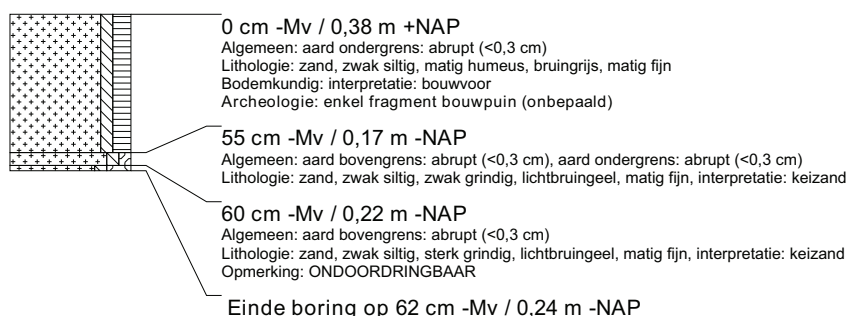 0 cm -Mv / 0,38 m +NAP
Algemeen: aard ondergrens: abrupt (<0,3 cm)
Lithologie: zand, zwak siltig, matig humeus, bruingrijs, matig fijn
Bodemkundig: interpretatie: bouwvoor
Archeologie: enkel fragment bouwpuin (onbepaald)
55 cm -Mv / 0,17 m -NAP
Algemeen: aard bovengrens: abrupt (<0,3 cm), aard ondergrens: abrupt (<0,3 cm)
Lithologie: zand, zwak siltig, zwak grindig, lichtbruingeel, matig fijn, interpretatie: keizand
60 cm -Mv / 0,22 m -NAP
Algemeen: aard bovengrens: abrupt (<0,3 cm)
Lithologie: zand, zwak siltig, sterk grindig, lichtbruingeel, matig fijn, interpretatie: keizand
Opmerking: ONDOORDRINGBAAR
Einde boring op 62 cm -Mv / 0,24 m -NAP